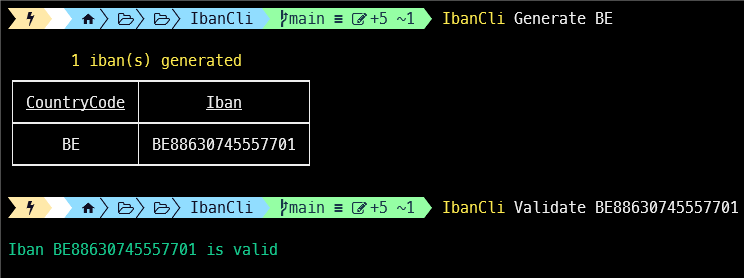 IbanCli main ≡ +5 ~1 IbanCli Generate BE
1 iban(s) generated
CountryCode Iban
BE BE88630745557701
IbanCli main ≡ +5 ~1 IbanCli Validate BE88630745557701
Iban BE88630745557701 is valid